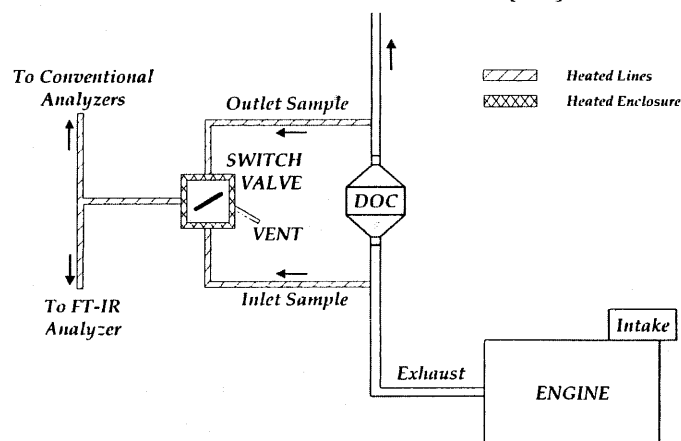 To Conventional
Analyzers
Outlet Sample
Heated Lines
Heated Enclosure
SWITCH
VALVE
DOC
VENT
Inlet Sample
To FT-IR
Analyzer
Intake
Exhaust
ENGINE